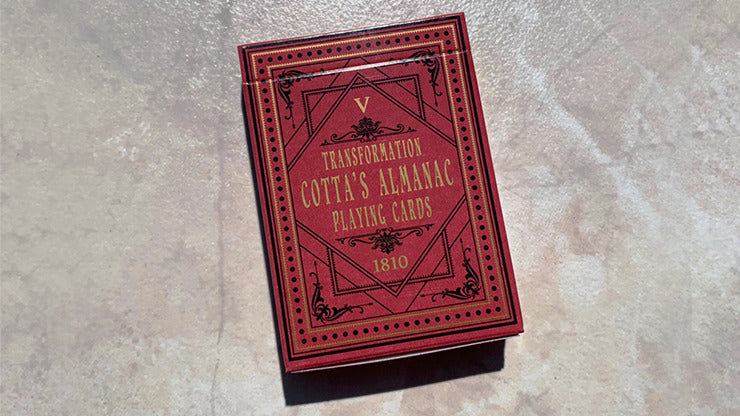 V
TRANSFORMATION
COTTA'S ALMANAC
PLAYING CARDS
1810